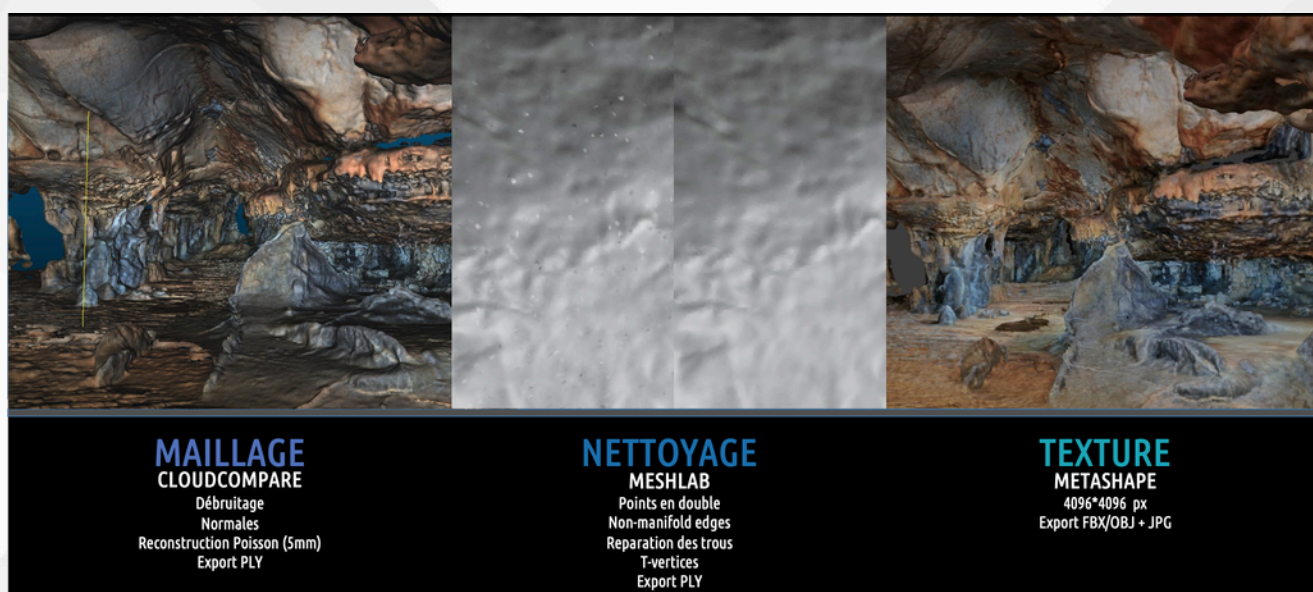 MAILLAGE
CLOUDCOMPARE
Débruitage
Normales
Reconstruction Poisson (5mm)
Export PLY
NETTOYAGE
MESHLAB
Points en double
Non-manifold edges
Reparation des trous
T-vertices
Export PLY
TEXTURE
METASHAPE
4096*4096 px
Export FBX/OBJ + JPG